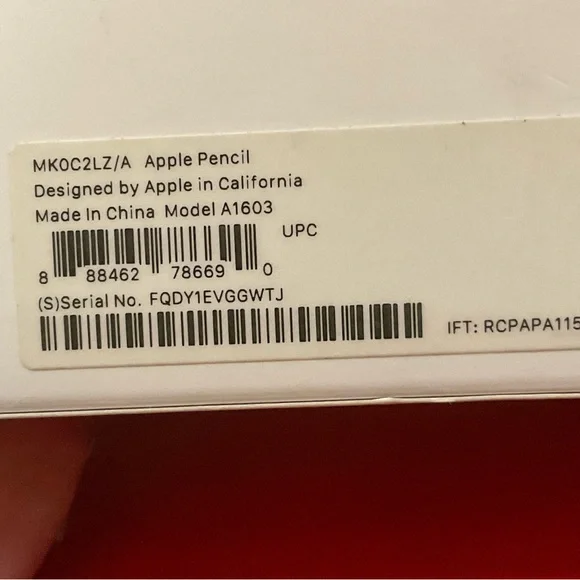 MK0C2LZ/A Apple Pencil
Designed by Apple in California
Made In China Model A1603
UPC
8 88462 78669 0
(S)Serial No. FQDY1EVGGWTJ
IFT: RCPAPA115